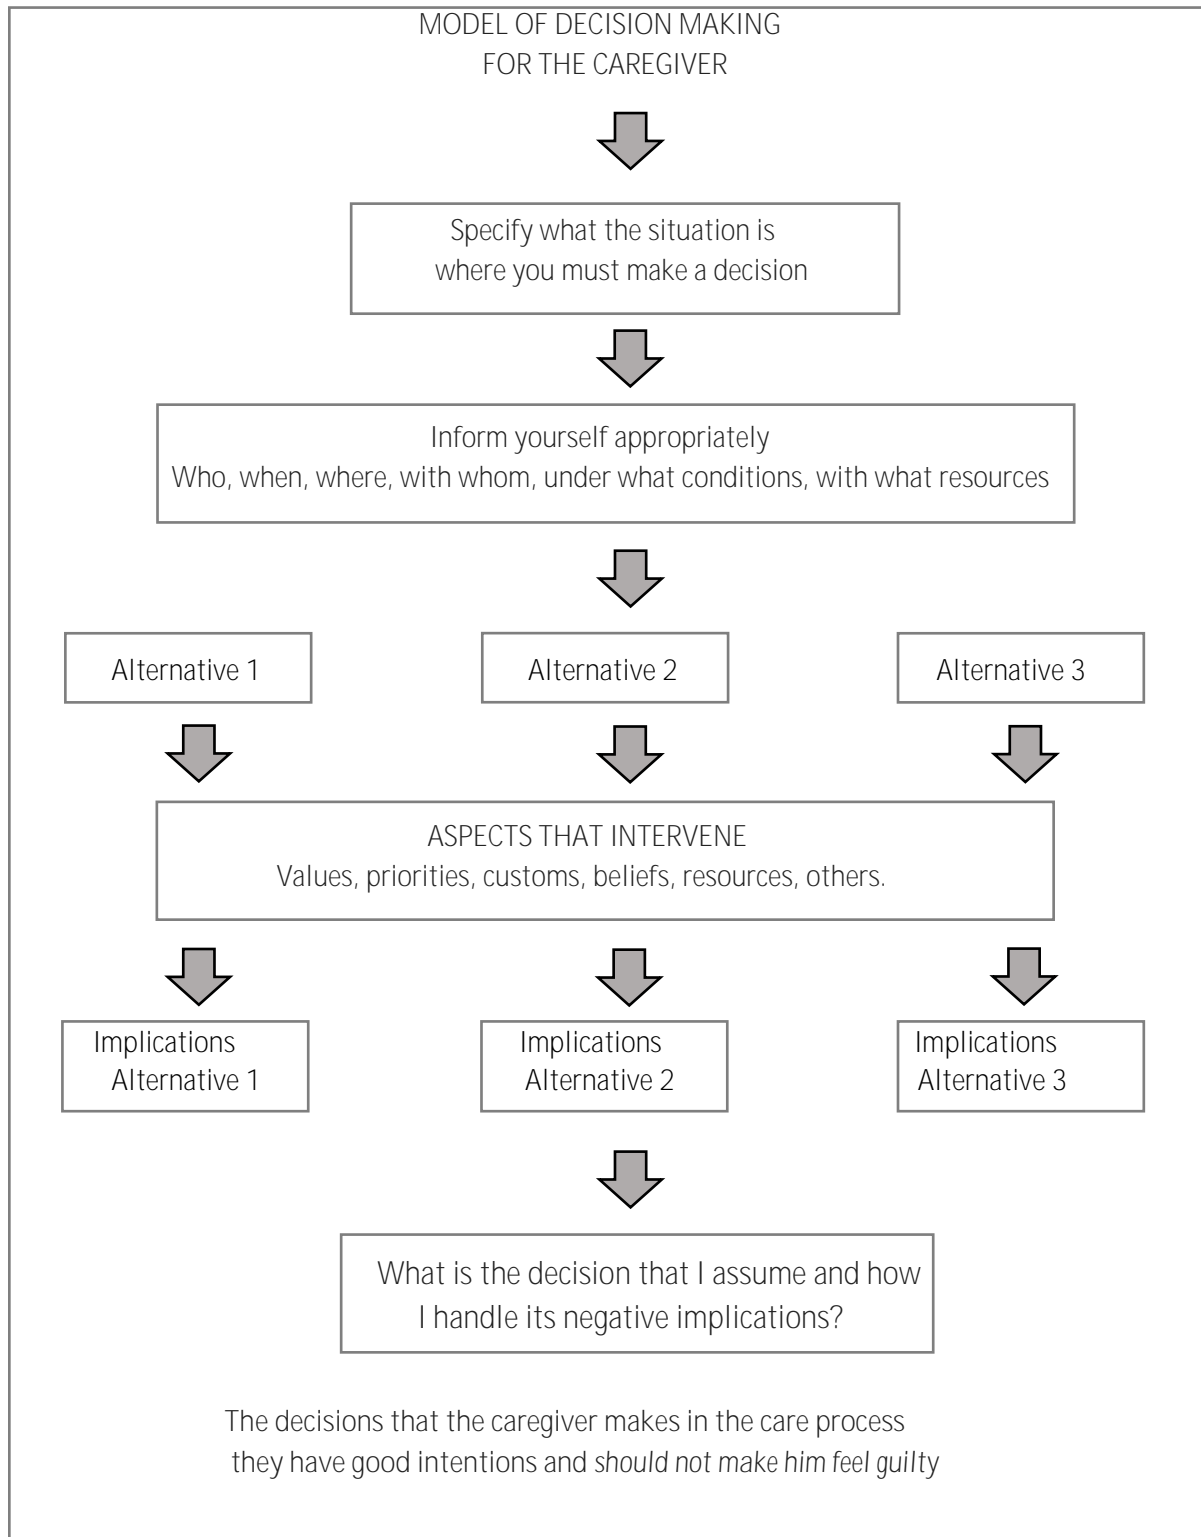 MODEL OF DECISION MAKING
FOR THE CAREGIVER
Specify what the situation is
where you must make a decision
Inform yourself appropriately
Who, when, where, with whom, under what conditions, with what resources
Alternative 1
Alternative 2
Alternative 3
ASPECTS THAT INTERVENE
Values, priorities, customs, beliefs, resources, others.
Implications
Alternative 1
Implications
Alternative 2
Implications
Alternative 3
What is the decision that I assume and how
I handle its negative implications?
The decisions that the caregiver makes in the care process
they have good intentions and should not make him feel guilty